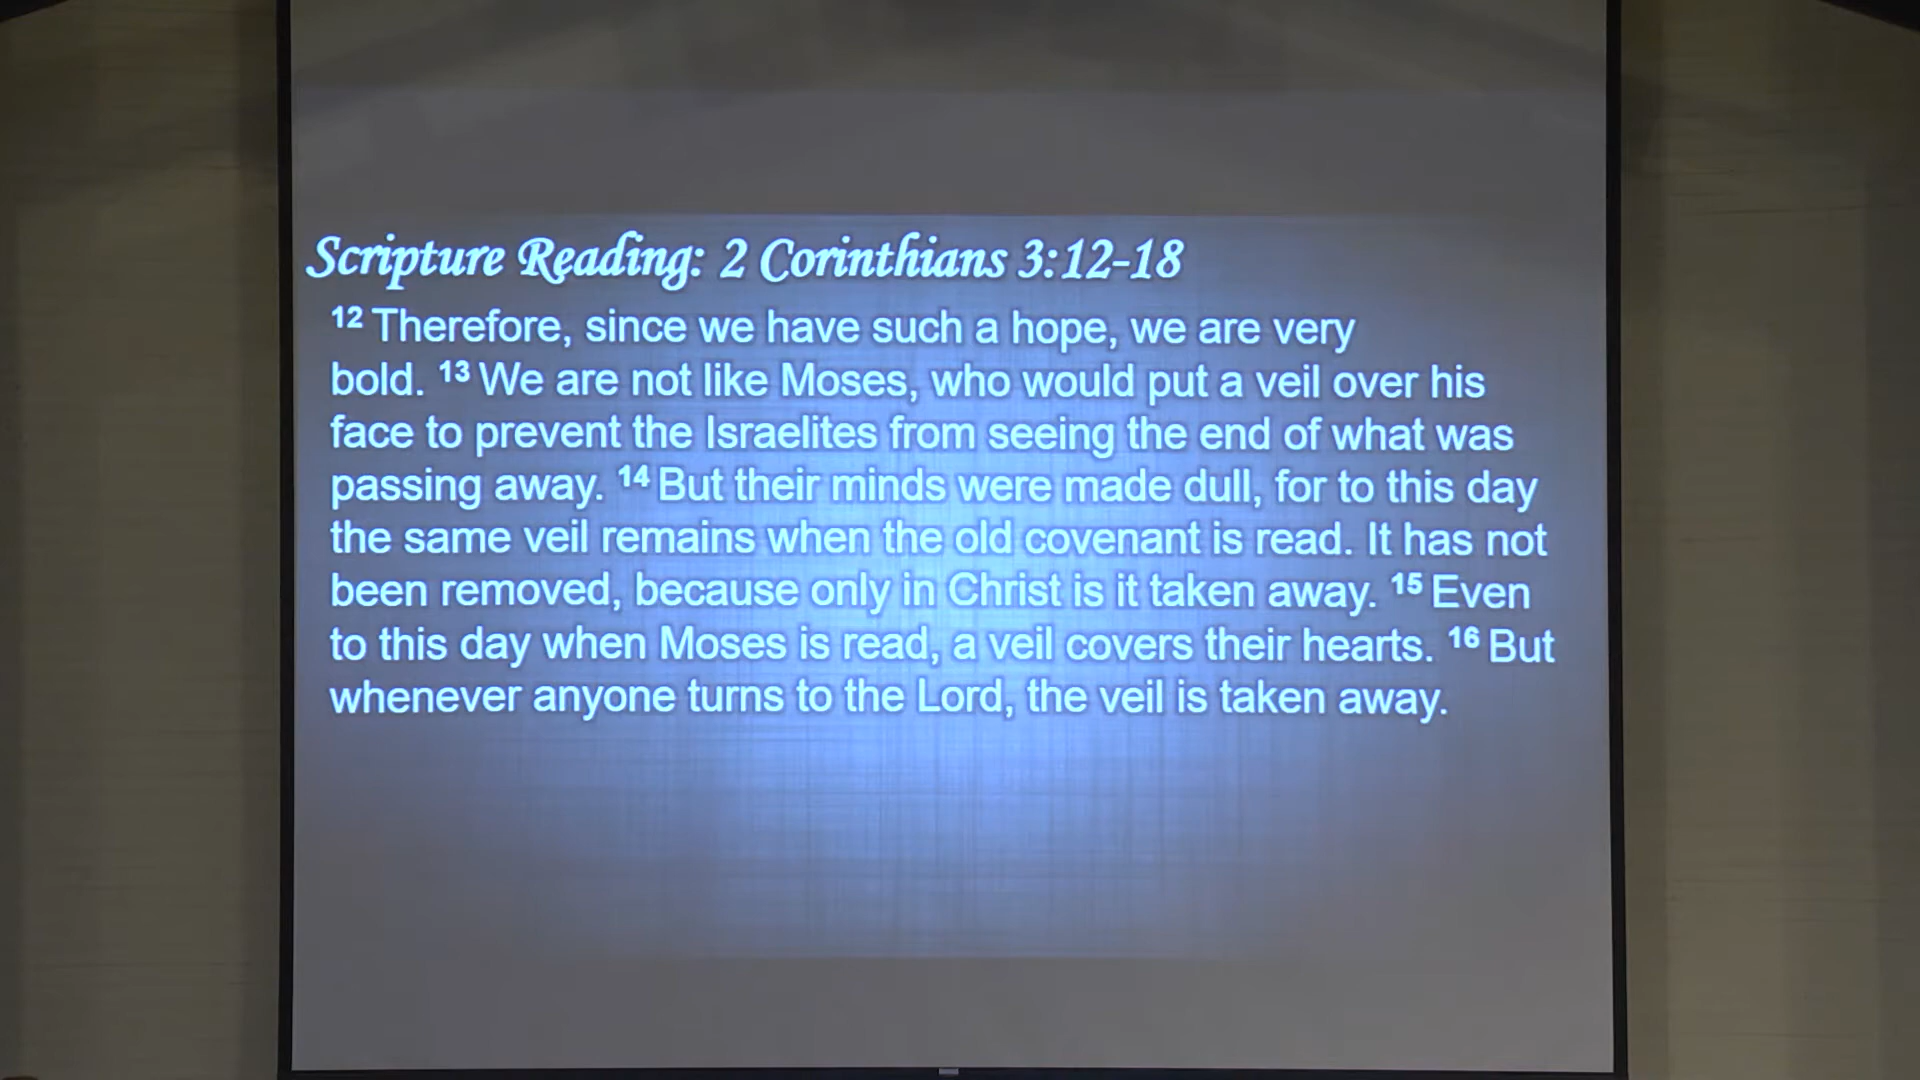 Scripture Reading: 2 Corinthians 3:12-18
12 Therefore, since we have such a hope, we are very
bold. 13 We are not like Moses, who would put a veil over his
face to prevent the Israelites from seeing the end of what was
passing away. 14 But their minds were made dull, for to this day
the same veil remains when the old covenant is read. It has not
been removed, because only in Christ is it taken away. 15 Even
to this day when Moses is read, a veil covers their hearts. 16 But
whenever anyone turns to the Lord, the veil is taken away.